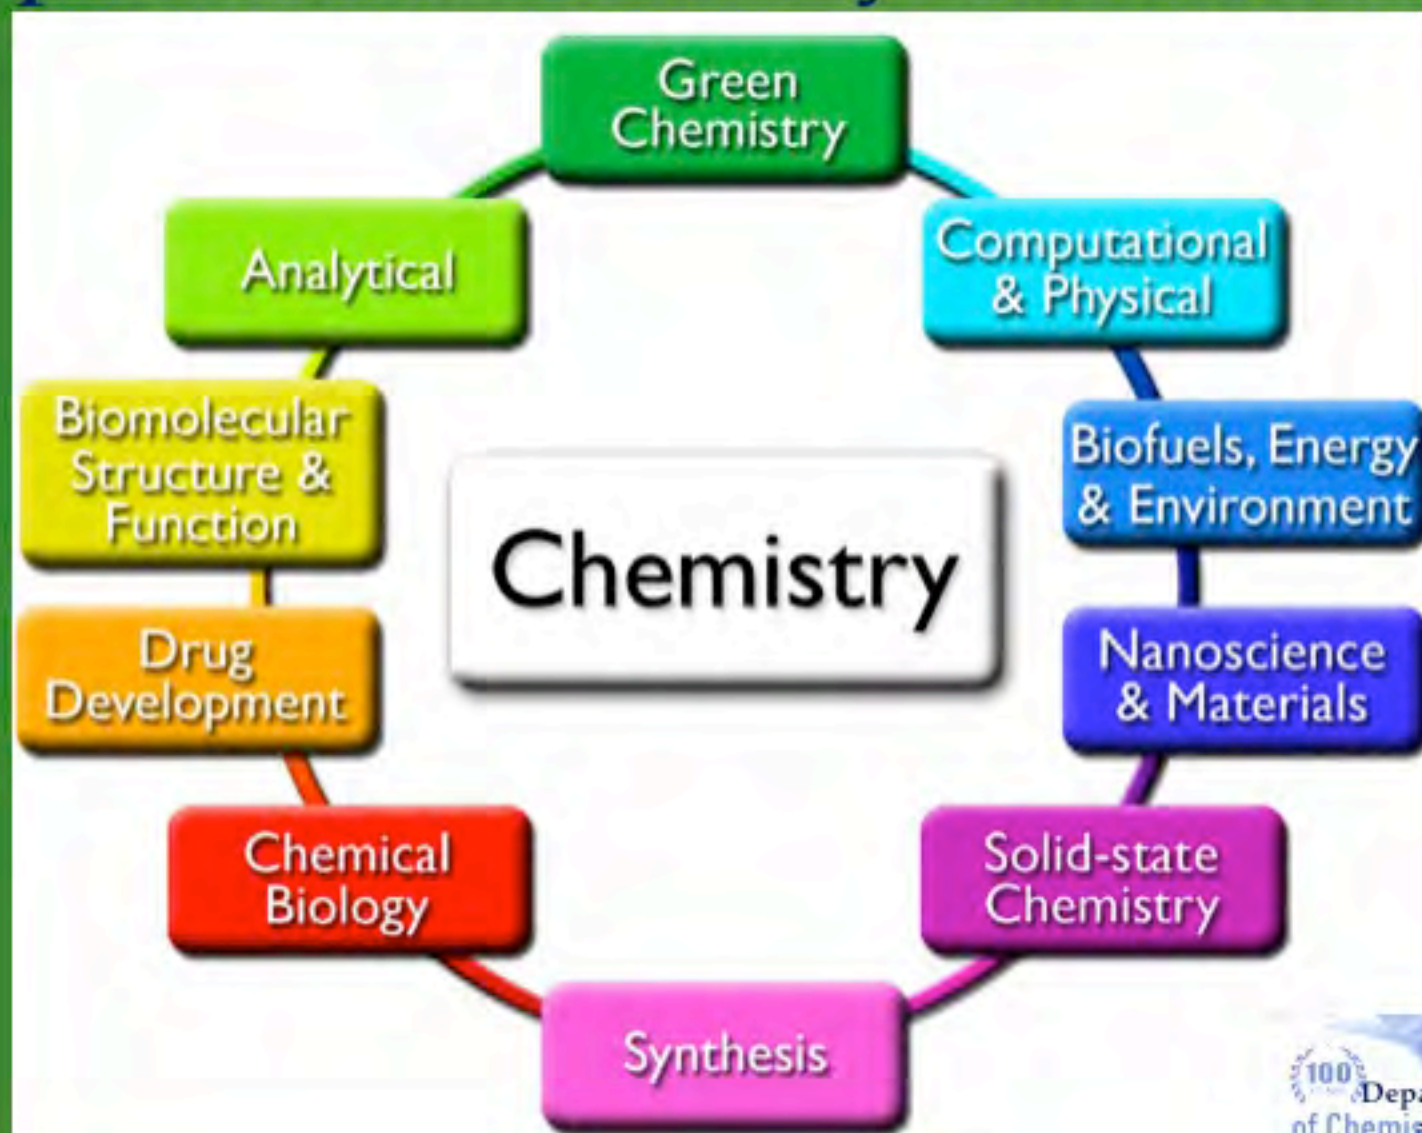 Green
Chemistry
Computational
& Physical
Biofuels, Energy
& Environment
Nanoscience
& Materials
Solid-state
Chemistry
Synthesis
Chemical
Biology
Drug
Development
Biomolecular
Structure &
Function
Analytical
Chemistry
100